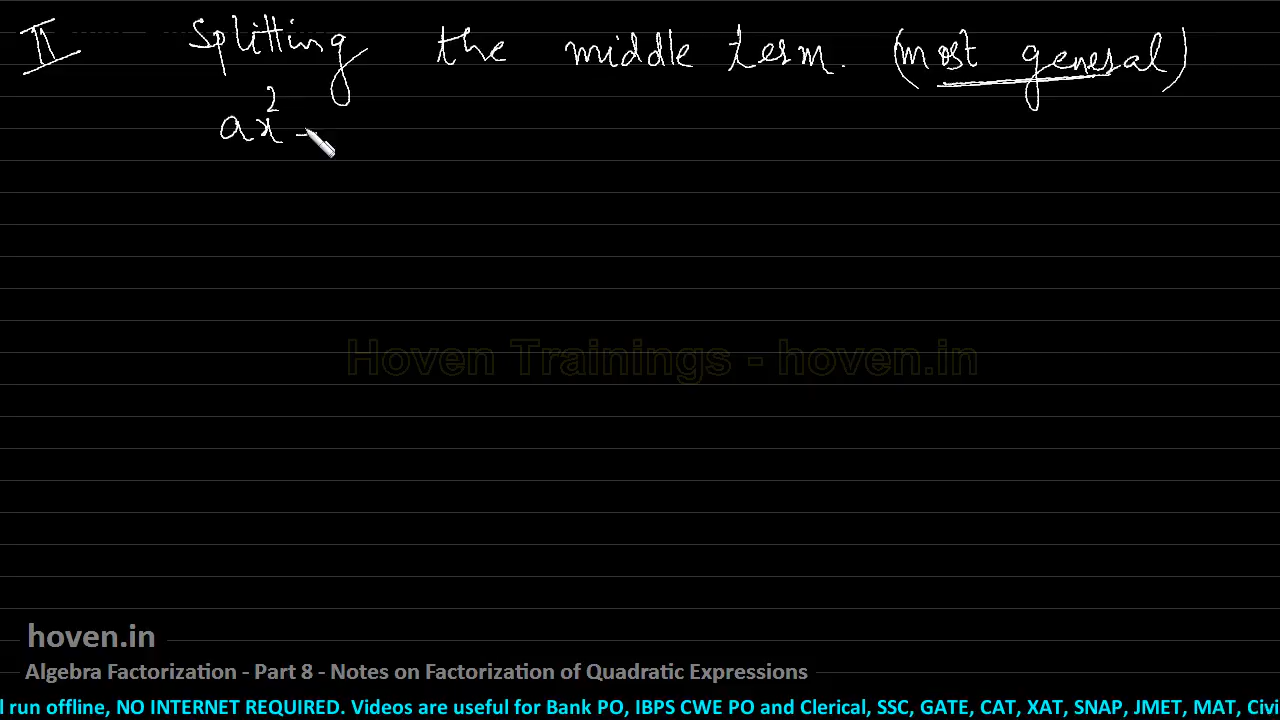 II Splitting the middle term. (most general)
ax² -
Hoven Trainings - hoven.in
hoven.in
Algebra Factorization - Part 8 - Notes on Factorization of Quadratic Expressions
l run offline, NO INTERNET REQUIRED. Videos are useful for Bank PO, IBPS CWE PO and Clerical, SSC, GATE, CAT, XAT, SNAP, JMET, MAT, Civi